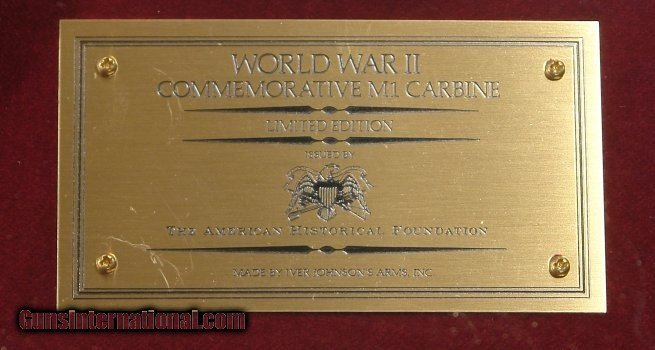 WORLD WAR II
COMMEMORATIVE M1 CARBINE
LIMITED EDITION
ISSUED BY
THE AMERICAN HISTORICAL FOUNDATION
MADE BY IVER JOHNSON'S ARMS, INC.
GunsInternational.com